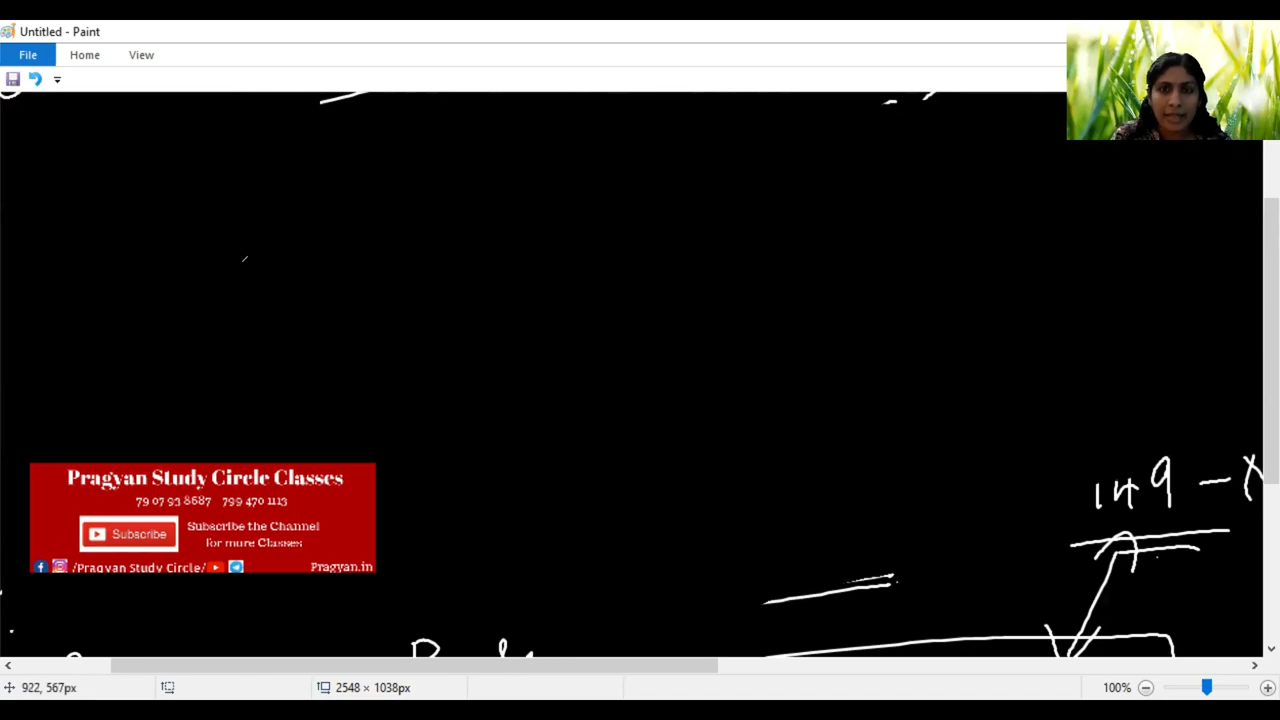 Untitled - Paint
File Home View
149 - X
Pragyan Study Circle Classes
79 07 93 8687 799 470 1113
Subscribe
Subscribe the Channel
for more Classes
/Pragyan Study Circle/
Pragyan.in
922, 567px
2548 × 1038px
100%